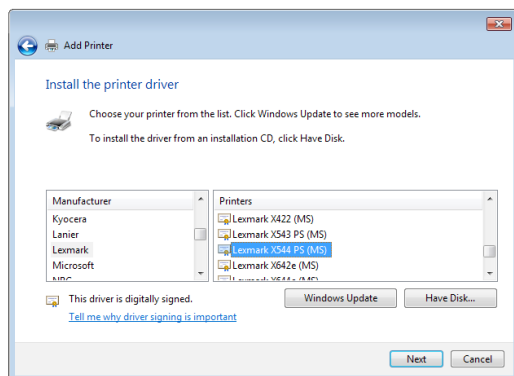 Add Printer
Install the printer driver
Choose your printer from the list. Click Windows Update to see more models.
To install the driver from an installation CD, click Have Disk.
Manufacturer
Kyocera
Lanier
Lexmark
Microsoft
Printers
Lexmark X422 (MS)
Lexmark X543 PS (MS)
Lexmark X544 PS (MS)
Lexmark X642e (MS)
This driver is digitally signed.
Tell me why driver signing is important
Windows Update
Have Disk...
Next
Cancel